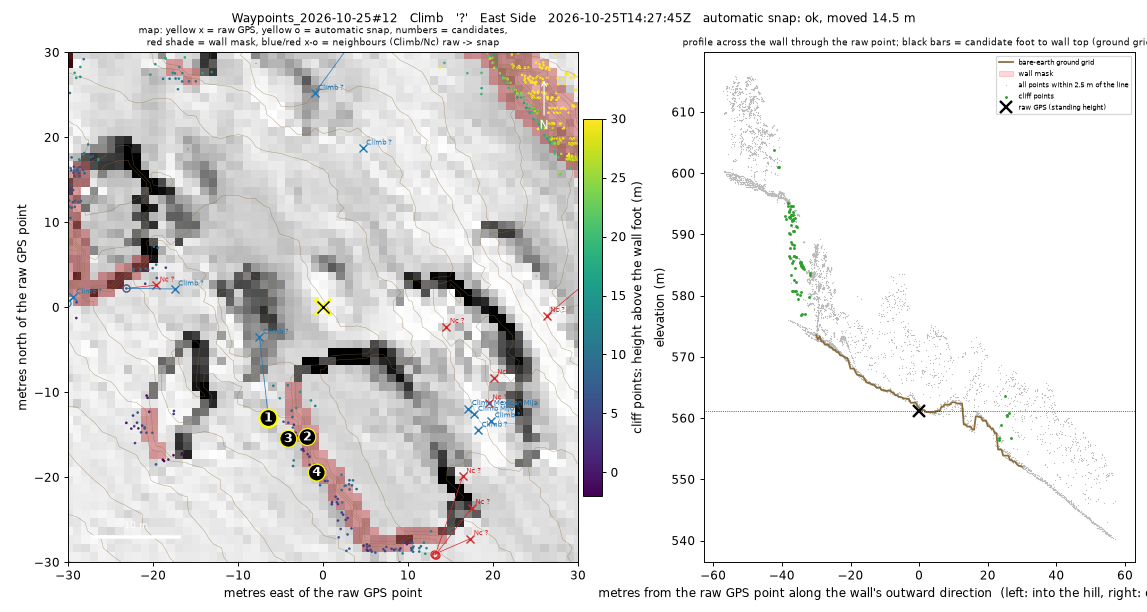 Waypoints_2026-10-25#12   Climb   '?'   East Side   2026-10-25T14:27:45Z   automatic snap: ok, moved 14.5 m
map: yellow x = raw GPS, yellow o = automatic snap, numbers = candidates,
red shade = wall mask, blue/red x-o = neighbours (Climb/Nc) raw -> snap
profile across the wall through the raw point; black bars = candidate foot to wall top (ground gri
bare-earth ground grid
wall mask
all points within 2.5 m of the line
cliff points
raw GPS (standing height)
Climb ?
Climb ?
N
Nc ?
Climb ?
Climb ?
Climb ?
Nc ?
Nc ?
Nc
Nc ?
Climb ?
Climb ?
Nc ?
Nc ?
Nc ?
1
2
3
4
30
20
10
0
−10
−20
−30
−30
−20
−10
0
10
20
30
metres north of the raw GPS point
metres east of the raw GPS point
30
25
20
15
10
5
0
cliff points: height above the wall foot (m)
610
600
590
580
570
560
550
540
elevation (m)
−60
−40
−20
0
20
40
60
metres from the raw GPS point along the wall's outward direction  (left: into the hill, right: